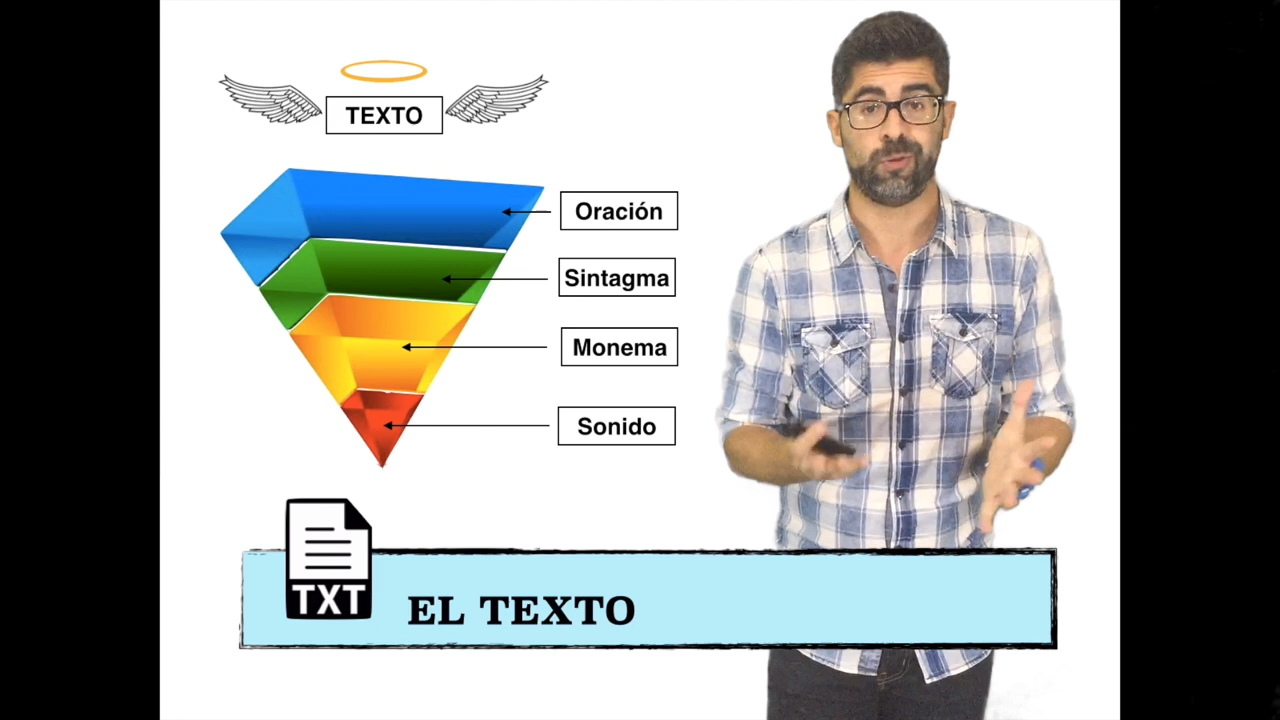 TEXTO
Oración
Sintagma
Monema
Sonido
TXT
EL TEXTO